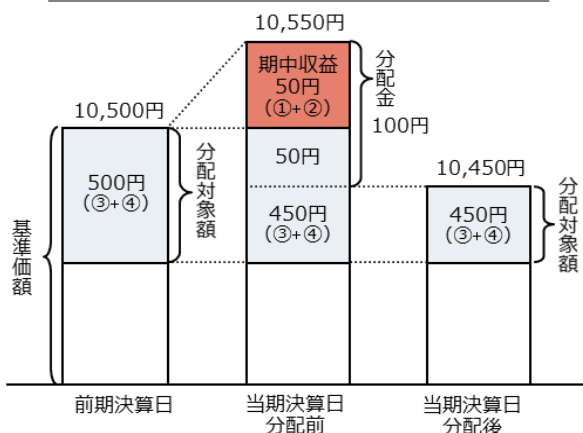 10,550円
期中収益
50円
(①+②)
分配金
100円
10,500円
500円
(③+④)
分配対象額
50円
450円
(③+④)
10,450円
450円
(③+④)
分配対象額
基準価額
前期決算日
当期決算日
分配前
当期決算日
分配後